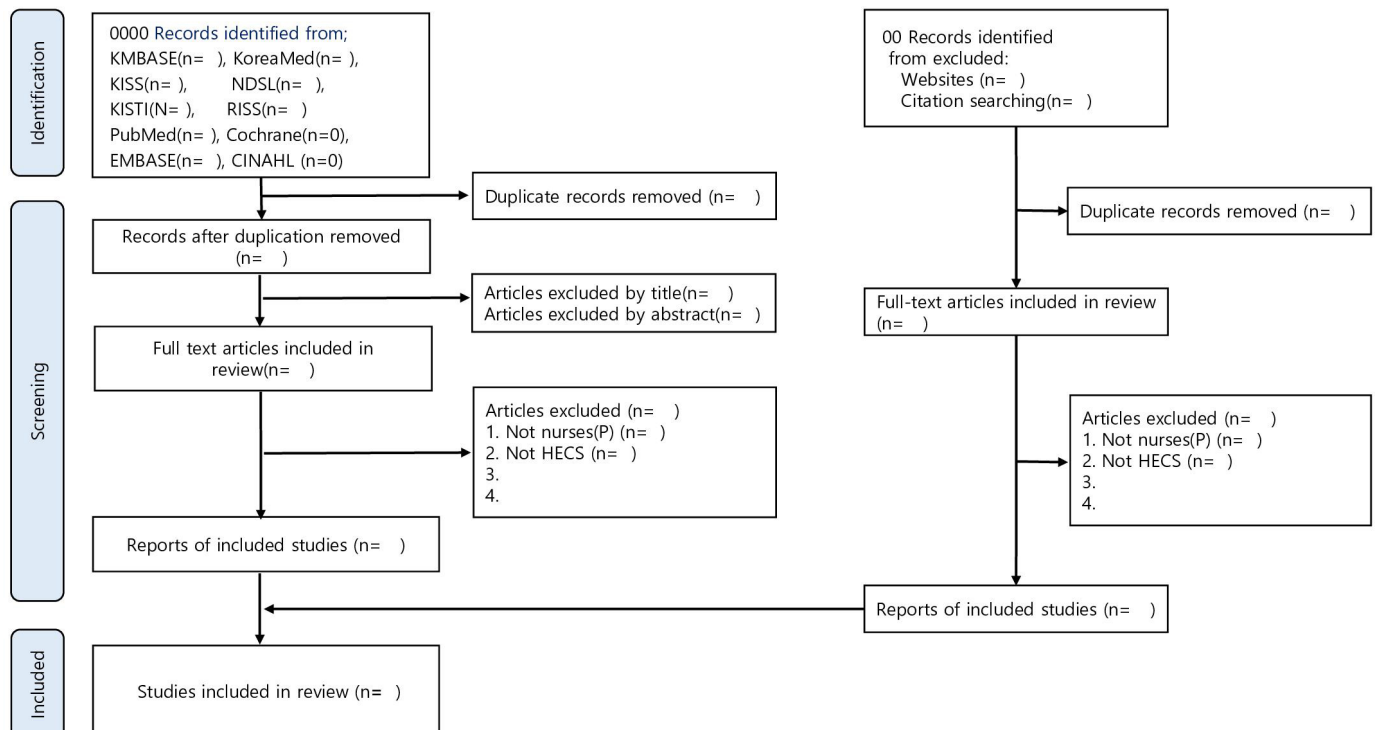 Identification
0000 Records identified from;
KMBASE(n=  ), KoreaMed(n= ),
KISS(n= ),   NDSL(n=  ),
KISTI(N= ),   RISS(n=  )
PubMed(n= ), Cochrane(n=0),
EMBASE(n=  ), CINAHL (n=0)
00 Records identified
from excluded:
Websites (n=  )
Citation searching(n=  )
Screening
Duplicate records removed (n=   )
Duplicate records removed (n=   )
Records after duplication removed
(n=   )
Articles excluded by title(n=   )
Articles excluded by abstract(n=  )
Full-text articles included in review
(n=   )
Full text articles included in
review(n=   )
Articles excluded (n=   )
1. Not nurses(P) (n=  )
2. Not HECS (n=  )
3.
4.
Articles excluded (n=   )
1. Not nurses(P) (n=  )
2. Not HECS (n=  )
3.
4.
Reports of included studies (n=   )
Reports of included studies (n=   )
Included
Studies included in review (n=  )